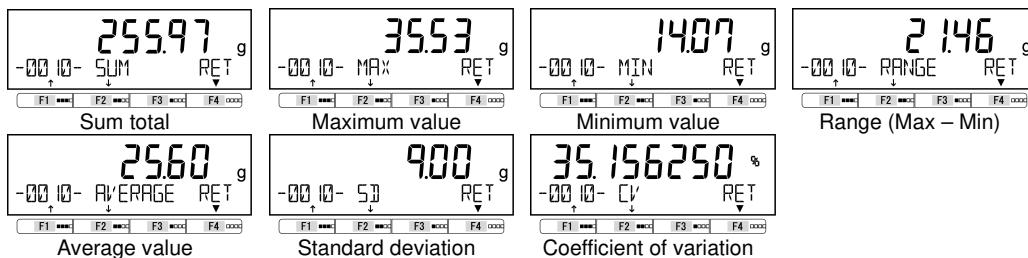 255.97 g
-0010- SUM RET
F1 F2 F3 F4
Sum total
35.53 g
-0010- MAX RET
F1 F2 F3 F4
Maximum value
14.07 g
-0010- MIN RET
F1 F2 F3 F4
Minimum value
21.46 g
-0010- RANGE RET
F1 F2 F3 F4
Range (Max – Min)
25.60 g
-0010- AVERAGE RET
F1 F2 F3 F4
Average value
9.00 g
-0010- SD RET
F1 F2 F3 F4
Standard deviation
35.156250 %
-0010- CV RET
F1 F2 F3 F4
Coefficient of variation